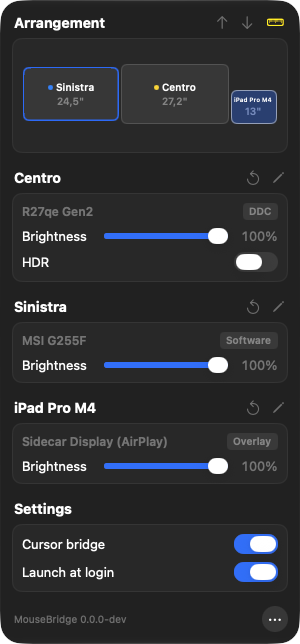 Arrangement
Sinistra
24,5"
Centro
27,2"
iPad Pro M4
13"
Centro
R27qe Gen2 DDC
Brightness 100%
HDR
Sinistra
MSI G255F Software
Brightness 100%
iPad Pro M4
Sidecar Display (AirPlay) Overlay
Brightness 100%
Settings
Cursor bridge
Launch at login
MouseBridge 0.0.0-dev